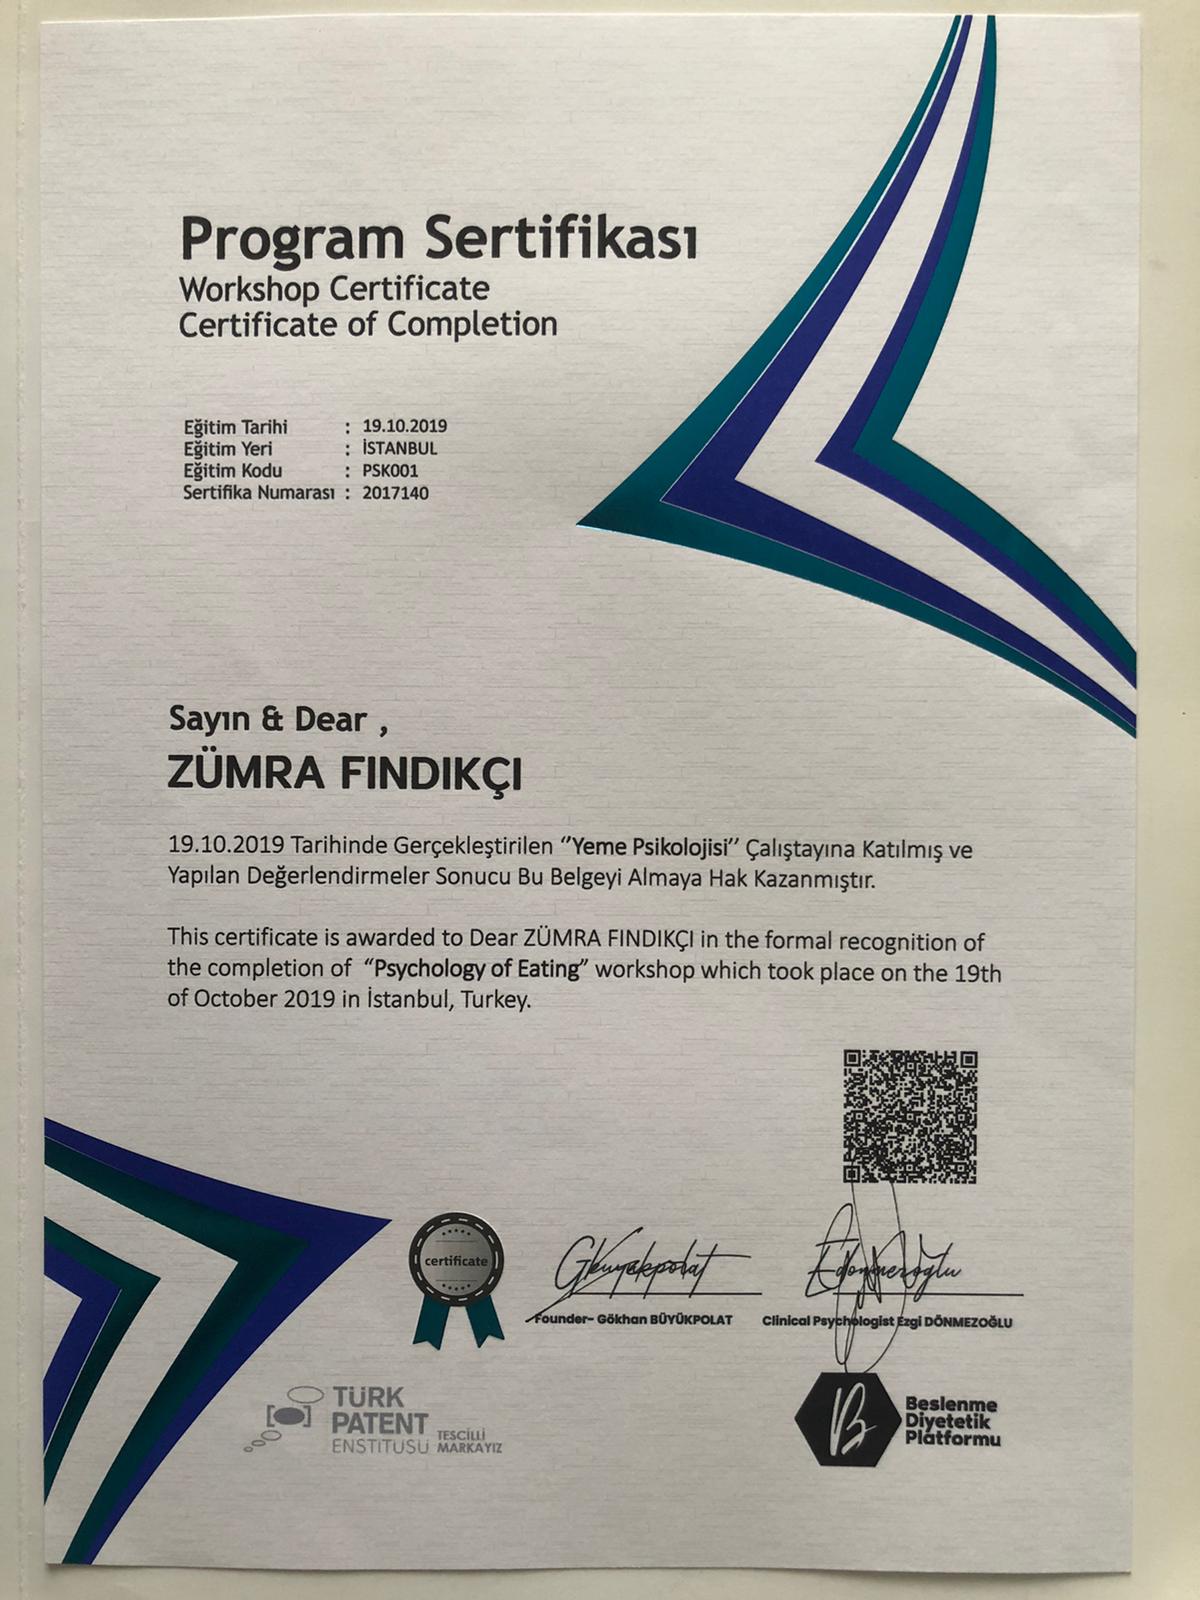 Program Sertifikası
Workshop Certificate
Certificate of Completion
Eğitim Tarihi : 19.10.2019
Eğitim Yeri : İSTANBUL
Eğitim Kodu : PSK001
Sertifika Numarası : 2017140
Sayın & Dear ,
ZÜMRA FINDIKÇI
19.10.2019 Tarihinde Gerçekleştirilen ‘‘Yeme Psikolojisi’’ Çalıştayına Katılmış ve
Yapılan Değerlendirmeler Sonucu Bu Belgeyi Almaya Hak Kazanmıştır.
This certificate is awarded to Dear ZÜMRA FINDIKÇI in the formal recognition of
the completion of “Psychology of Eating” workshop which took place on the 19th
of October 2019 in İstanbul, Turkey.
certificate
Gbuyukpolat
Edonmezoglu
Founder- Gökhan BÜYÜKPOLAT
Clinical Psychologist Ezgi DÖNMEZOĞLU
TÜRK
PATENT
ENSTİTUSU
TESCİLLİ
MARKAYIZ
B
Beslenme
Diyetetik
Platformu